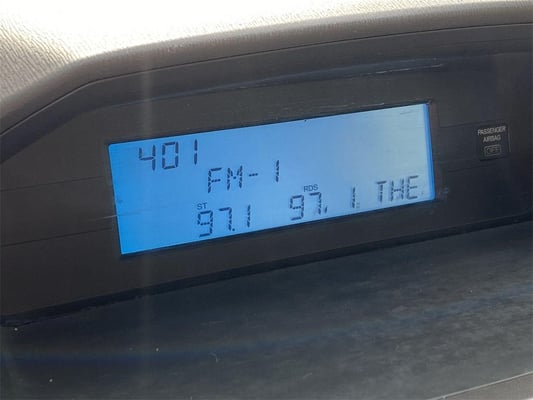 401
FM-1
ST RDS
97.1 97. 1 THE
PASSENGER
AIRBAG
OFF